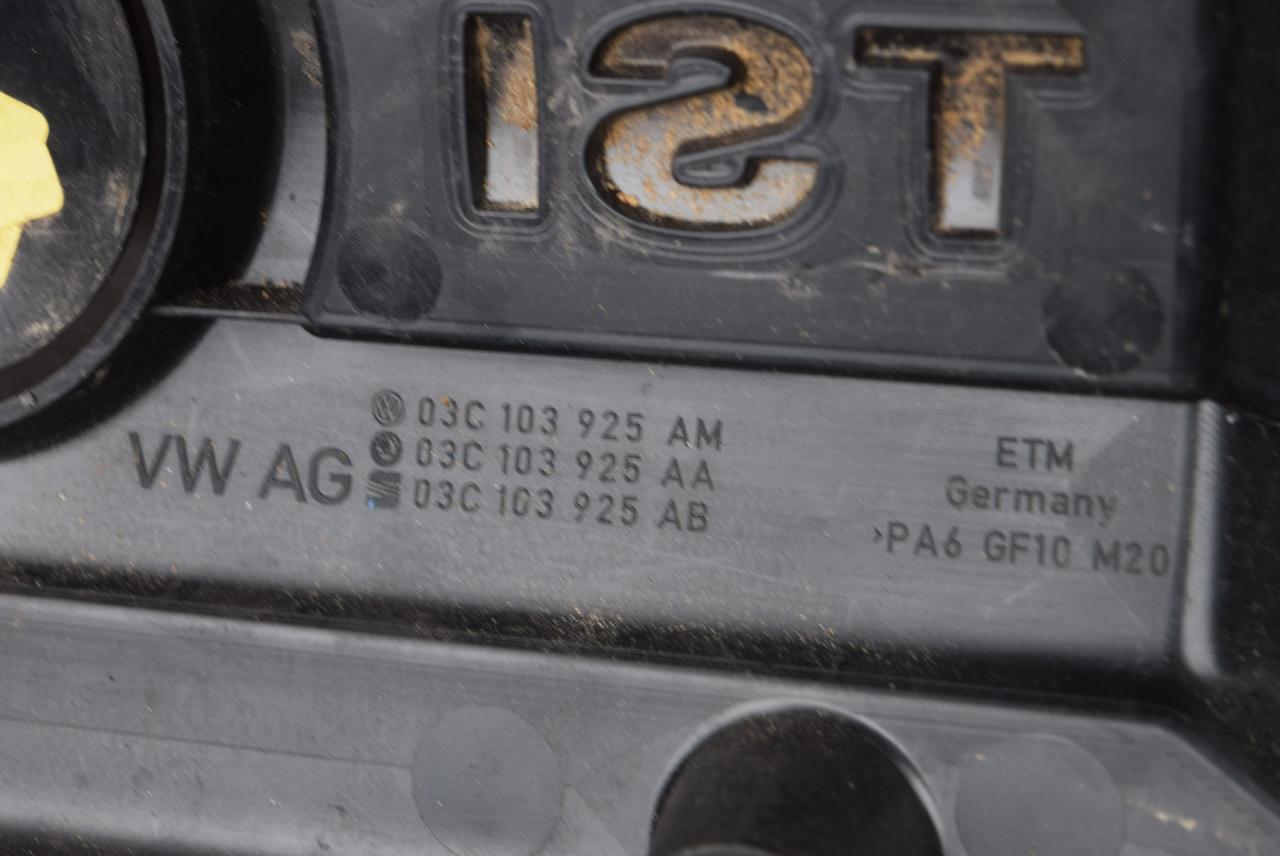 TSI
VW AG
03C 103 925 AM
03C 103 925 AA
03C 103 925 AB
ETM
Germany
>PA6 GF10 M20